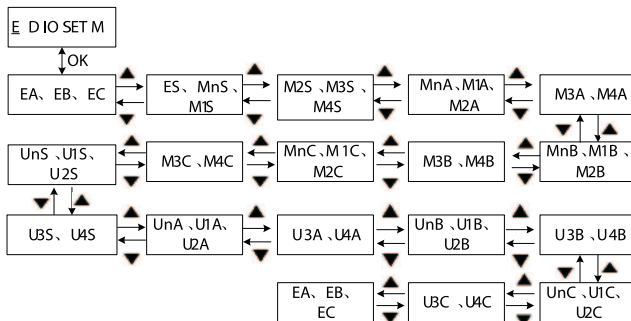 E DIO SET M
OK
EA、EB、EC
ES、MnS、
M1S
M2S、M3S、
M4S
MnA、M1A、
M2A
M3A、M4A
UnS、U1S、
U2S
M3C、M4C
MnC、M1C、
M2C
M3B、M4B
MnB、M1B、
M2B
U3S、U4S
UnA、U1A、
U2A
U3A、U4A
UnB、U1B、
U2B
U3B、U4B
EA、EB、
EC
U3C、U4C
UnC、U1C、
U2C